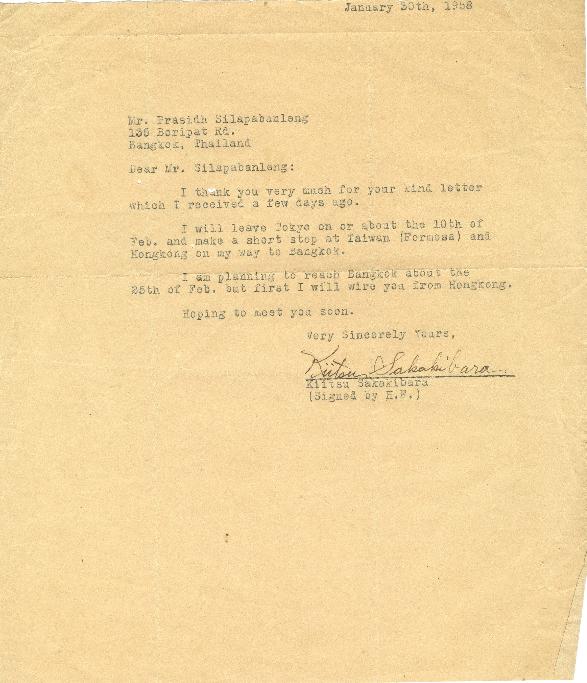 January 30th, 1958
Mr. Prasidh Silapabanleng
136 Boripat Rd.
Bangkok, Thailand
Dear Mr. Silapabanleng:
I thank you very much for your kind letter
which I received a few days ago.
I will leave Tokyo on or about the 10th of
Feb. and make a short stop at Taiwan (Formosa) and
Hongkong on my way to Bangkok.
I am planning to reach Bangkok about the
25th of Feb. but first I will wire you from Hongkong.
Hoping to meet you soon.
Very Sincerely Yours,
Kiitsu Sakakibara
Kiitsu Sakakibara
(Signed by H.F.)